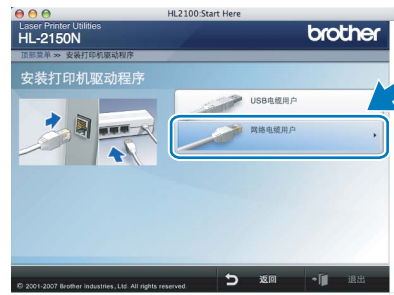 HL2100:Start Here
Laser Printer Utilities
HL-2150N
brother
顶部菜单 >> 安装打印机驱动程序
安装打印机驱动程序
USB电缆用户
网络电缆用户
© 2001-2007 Brother Industries, Ltd. All rights reserved.
返回
退出